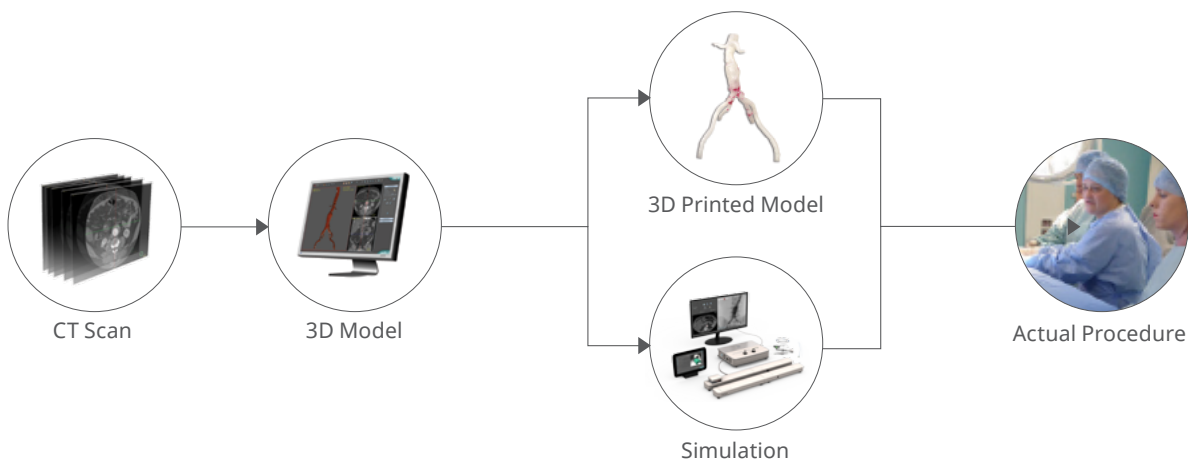 CT Scan
3D Model
3D Printed Model
Simulation
Actual Procedure